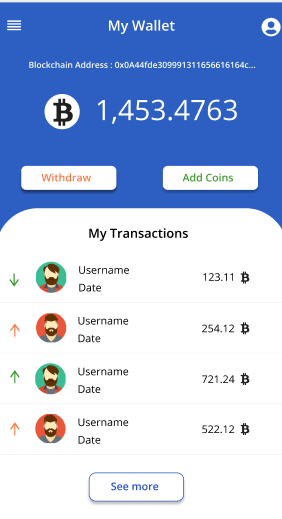 My Wallet
Blockchain Address : 0x0A44fde309991311656616164c...
1,453.4763
Withdraw
Add Coins
My Transactions
Username
123.11
Date
Username
254.12
Date
Username
721.24
Date
Username
522.12
Date
See more